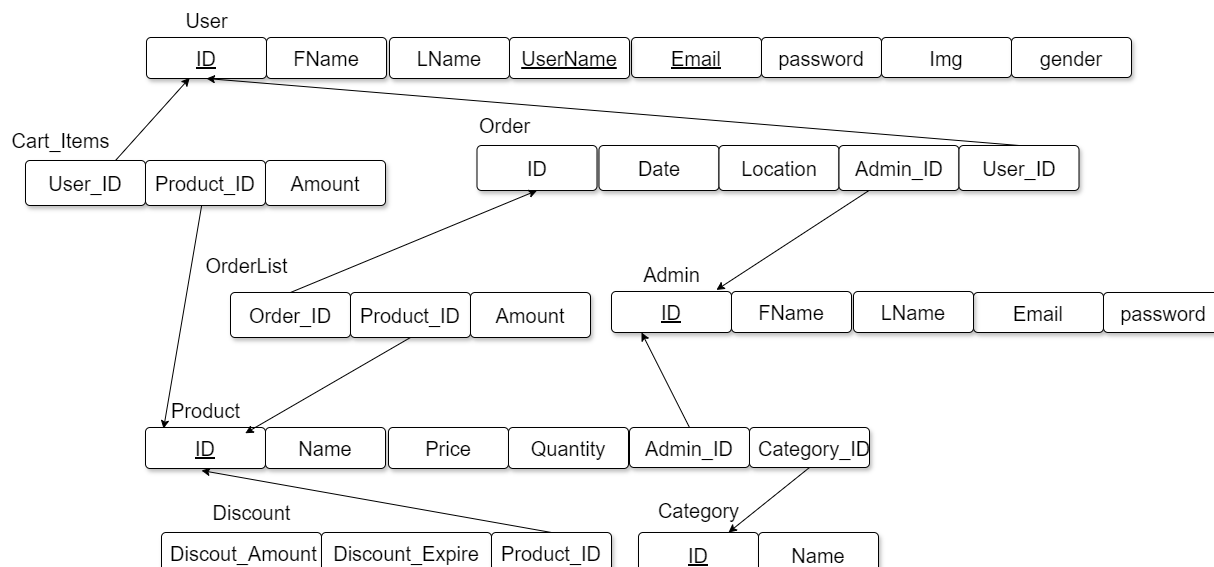 User
ID FName LName UserName Email password Img gender
Cart_Items
User_ID Product_ID Amount
Order
ID Date Location Admin_ID User_ID
OrderList
Order_ID Product_ID Amount
Admin
ID FName LName Email password
Product
ID Name Price Quantity Admin_ID Category_ID
Discount
Discout_Amount Discount_Expire Product_ID
Category
ID Name